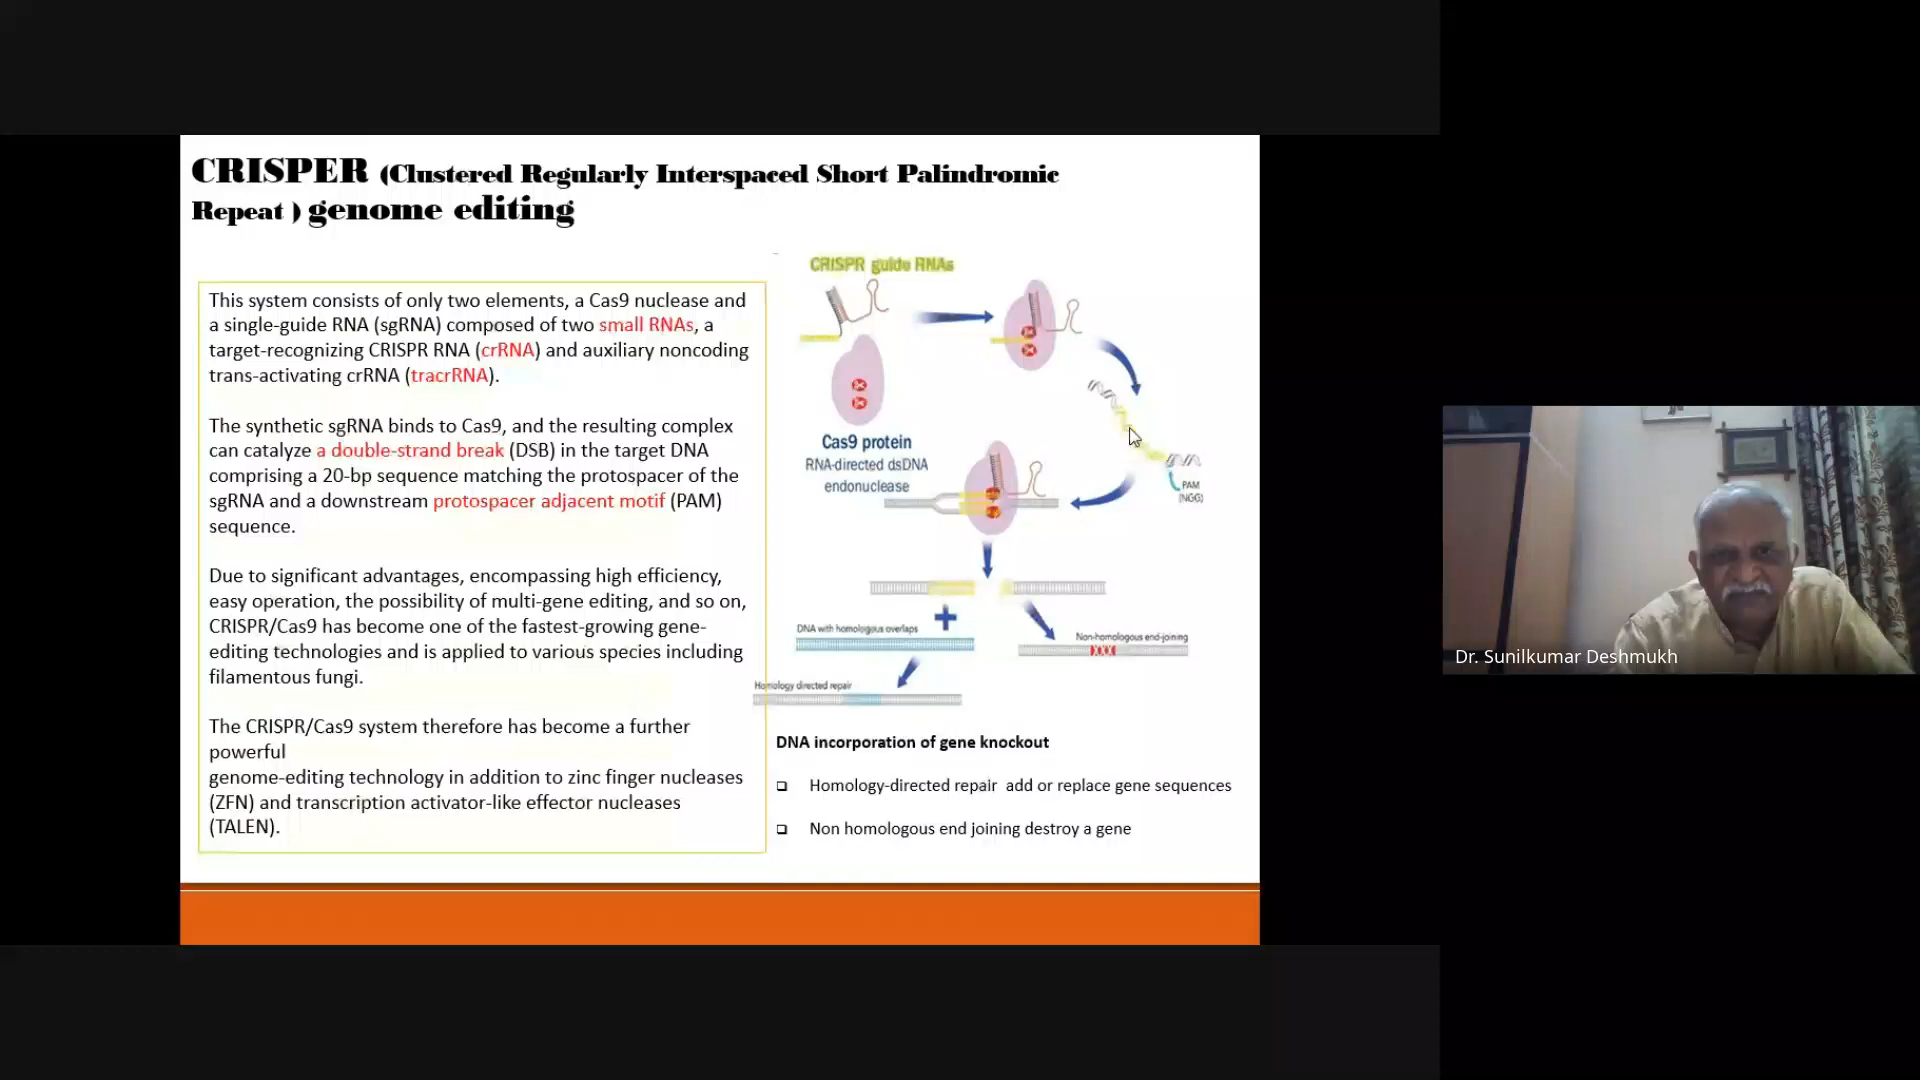 CRISPER (Clustered Regularly Interspaced Short Palindromic
Repeat ) genome editing
This system consists of only two elements, a Cas9 nuclease and
a single-guide RNA (sgRNA) composed of two small RNAs, a
target-recognizing CRISPR RNA (crRNA) and auxiliary noncoding
trans-activating crRNA (tracrRNA).
The synthetic sgRNA binds to Cas9, and the resulting complex
can catalyze a double-strand break (DSB) in the target DNA
comprising a 20-bp sequence matching the protospacer of the
sgRNA and a downstream protospacer adjacent motif (PAM)
sequence.
Due to significant advantages, encompassing high efficiency,
easy operation, the possibility of multi-gene editing, and so on,
CRISPR/Cas9 has become one of the fastest-growing gene-
editing technologies and is applied to various species including
filamentous fungi.
The CRISPR/Cas9 system therefore has become a further
powerful
genome-editing technology in addition to zinc finger nucleases
(ZFN) and transcription activator-like effector nucleases
(TALEN).
CRISPR guide RNAs
Cas9 protein
RNA-directed dsDNA
endonuclease
PAM
(NGG)
DNA with homologous overlaps
Non-homologous end-joining
XXX
Homology directed repair
DNA incorporation of gene knockout
Homology-directed repair add or replace gene sequences
Non homologous end joining destroy a gene
Dr. Sunilkumar Deshmukh